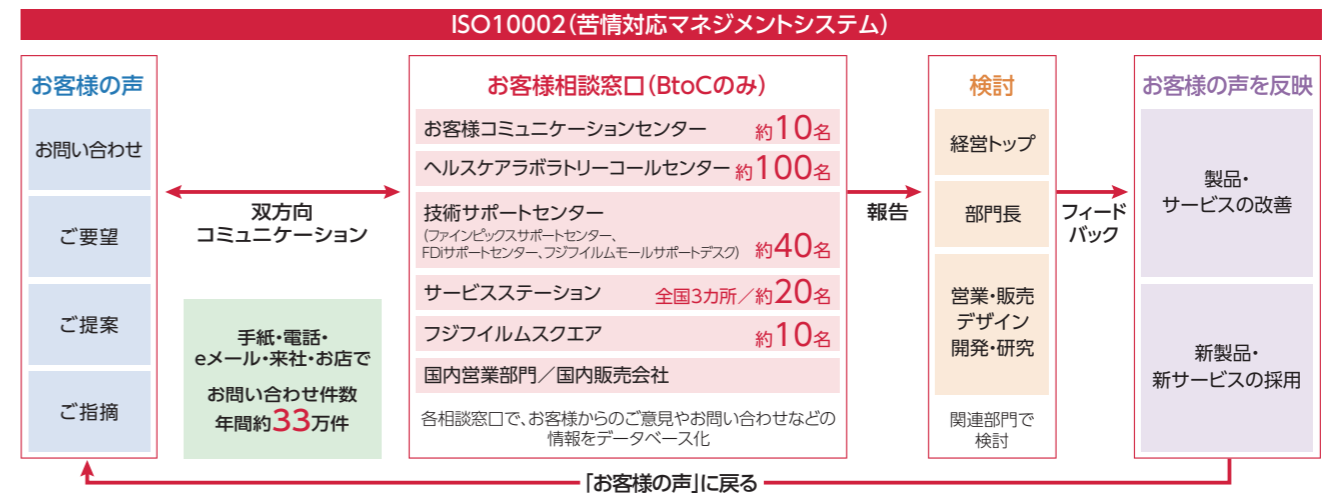 ISO10002（苦情対応マネジメントシステム）
お客様の声
お問い合わせ
ご要望
ご提案
ご指摘
双方向
コミュニケーション
手紙・電話・
eメール・来社・お店で
お問い合わせ件数
年間約33万件
お客様相談窓口（BtoCのみ）
お客様コミュニケーションセンター 約10名
ヘルスケアラボラトリーコールセンター 約100名
技術サポートセンター
（ファインピックスサポートセンター、
FDiサポートセンター、フジフイルムモールサポートデスク） 約40名
サービスステーション 全国3カ所／約20名
フジフイルムスクエア 約10名
国内営業部門／国内販売会社
各相談窓口で、お客様からのご意見やお問い合わせなどの
情報をデータベース化
報告
検討
経営トップ
部門長
営業・販売
デザイン
開発・研究
関連部門で
検討
フィード
バック
お客様の声を反映
製品・
サービスの改善
新製品・
新サービスの採用
「お客様の声」に戻る